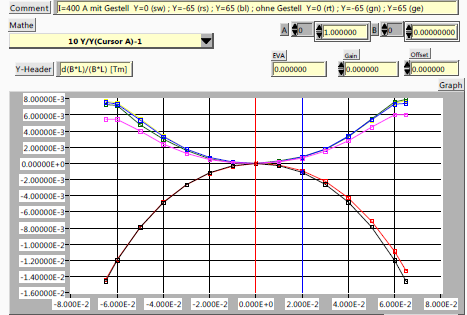 Comment I=400 A mit Gestell Y=0 (sw) ; Y=-65 (rs) ; Y=65 (bl) ; ohne Gestell Y=0 (rt) ; Y=-65 (gn) ; Y=65 (ge)
Mathe A 0 1.000000 B 0 0.00000000
10 Y/Y(Cursor A)-1
EVA Gain Offset
Y-Header d(B*L)/(B*L) [Tm] 0.000000 0.000000 0.00000000
Graph
8.00000E-3
6.00000E-3
4.00000E-3
2.00000E-3
0.00000E+0
-2.00000E-3
-4.00000E-3
-6.00000E-3
-8.00000E-3
-1.00000E-2
-1.20000E-2
-1.40000E-2
-1.60000E-2
-8.000E-2 -6.000E-2 -4.000E-2 -2.000E-2 0.000E+0 2.000E-2 4.000E-2 6.000E-2 8.000E-2